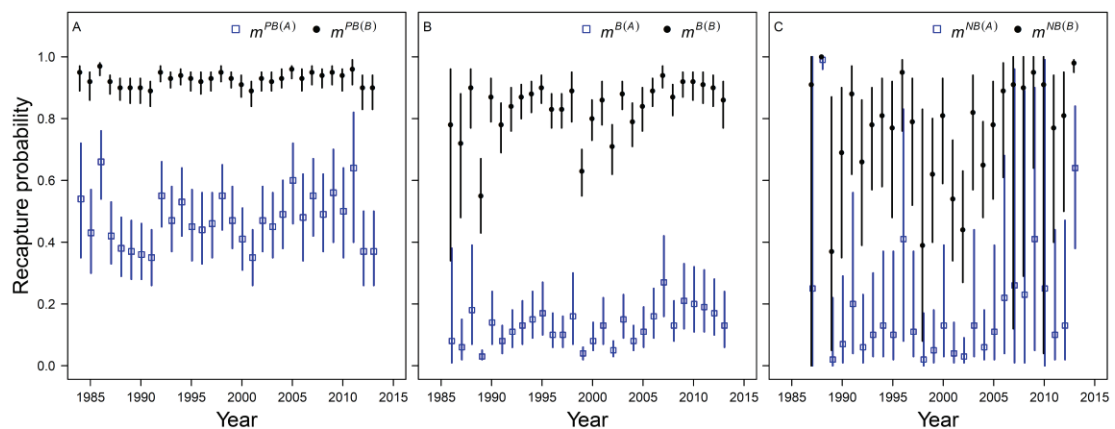 A m^PB(A) m^PB(B)
B m^B(A) m^B(B)
C m^NB(A) m^NB(B)
Recapture probability
1.0
0.8
0.6
0.4
0.2
0.0
1985 1990 1995 2000 2005 2010 2015
1985 1990 1995 2000 2005 2010 2015
1985 1990 1995 2000 2005 2010 2015
Year Year Year